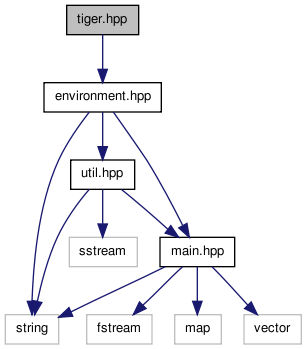 tiger.hpp
environment.hpp
util.hpp
sstream
main.hpp
string
fstream
map
vector